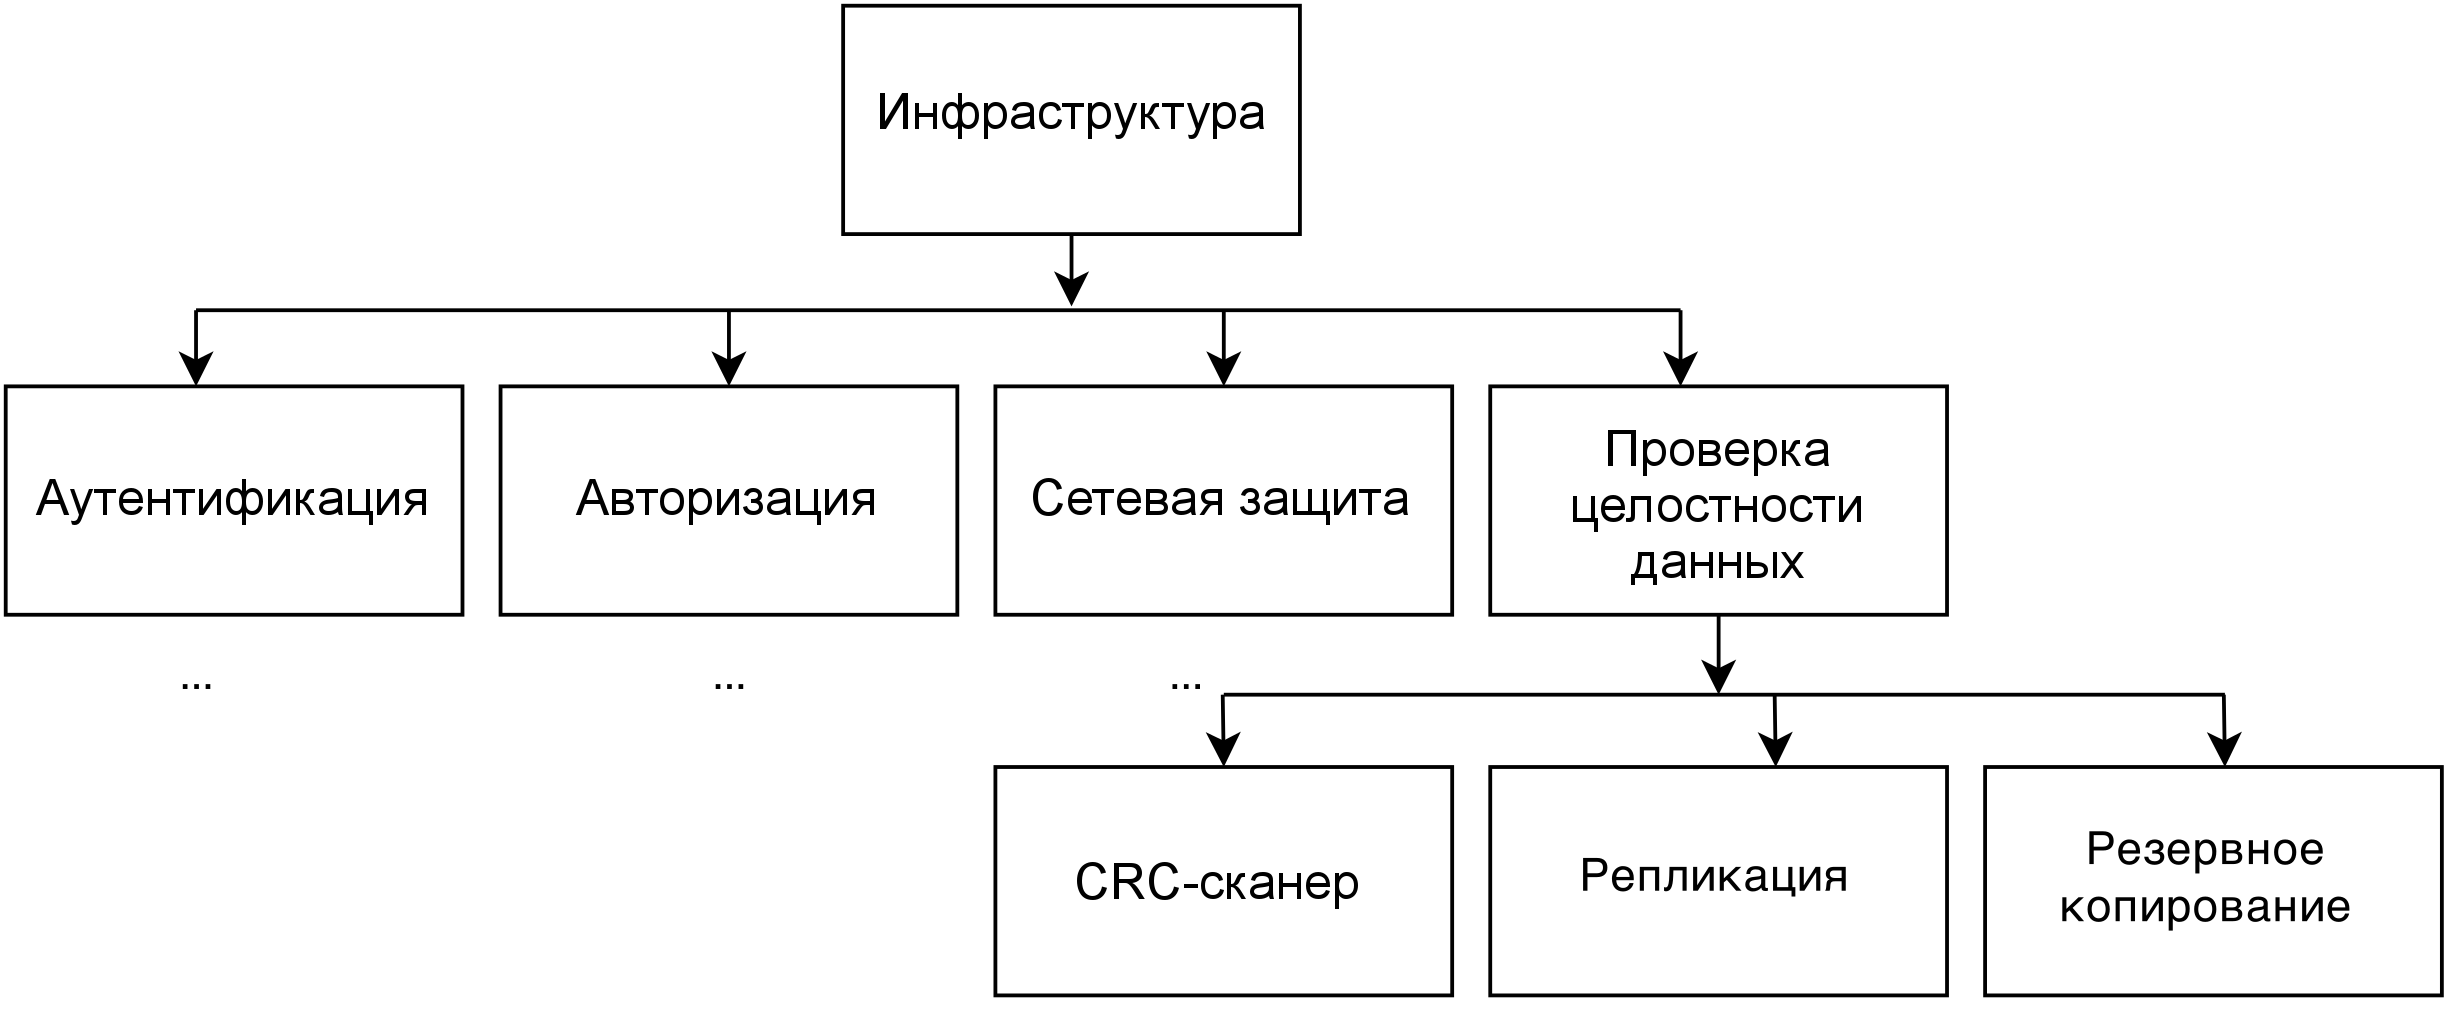 Инфраструктура
Аутентификация
Авторизация
Сетевая защита
Проверка
целостности
данных
...
...
...
CRC-сканер
Репликация
Резервное
копирование